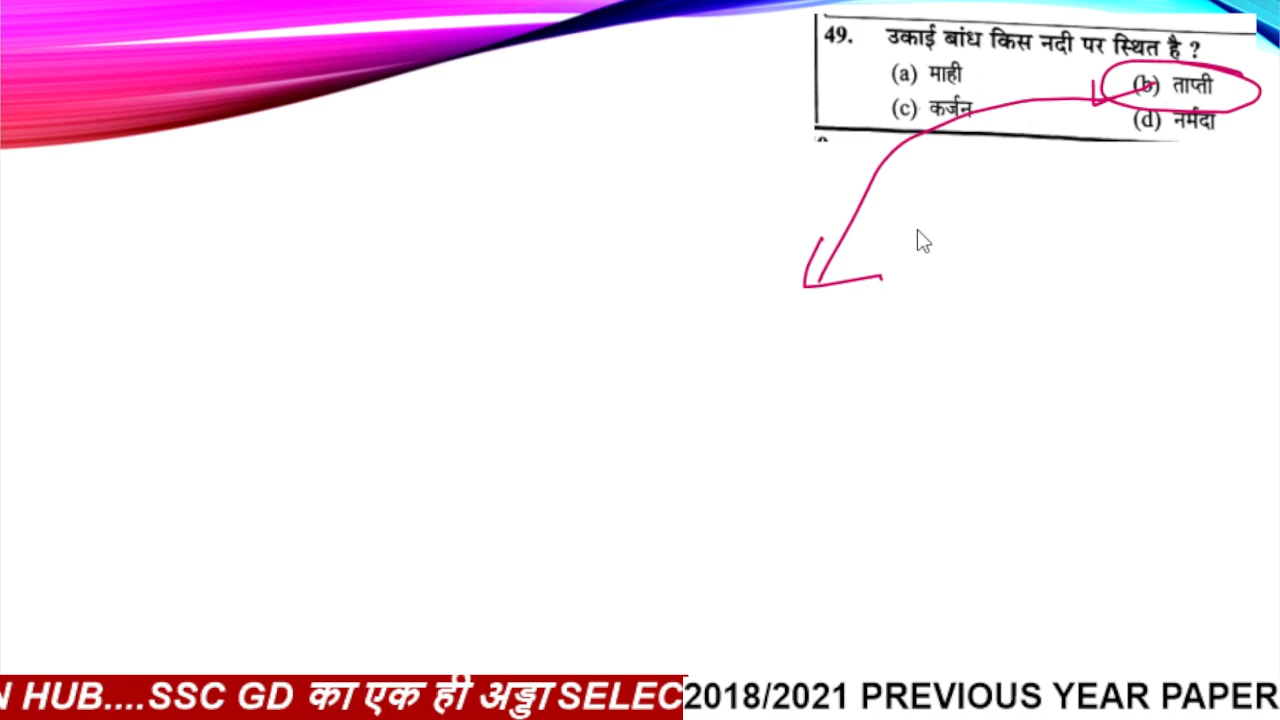 49. उकाई बांध किस नदी पर स्थित है ?
(a) माही (b) ताप्ती
(c) कर्जन (d) नर्मदा
N HUB....SSC GD का एक ही अड्डा SELEC 2018/2021 PREVIOUS YEAR PAPER